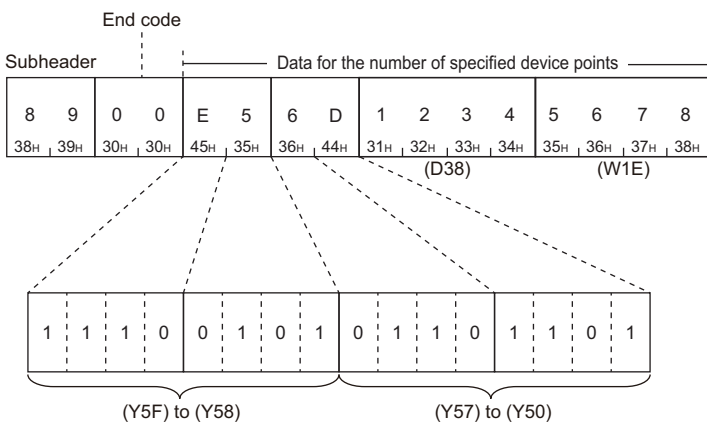 End code
Subheader
Data for the number of specified device points
8 9 0 0 E 5 6 D 1 2 3 4 5 6 7 8
38H 39H 30H 30H 45H 35H 36H 44H 31H 32H 33H 34H 35H 36H 37H 38H
(D38) (W1E)
1 1 1 0 0 1 0 1 0 1 1 0 1 1 0 1
(Y5F) to (Y58) (Y57) to (Y50)